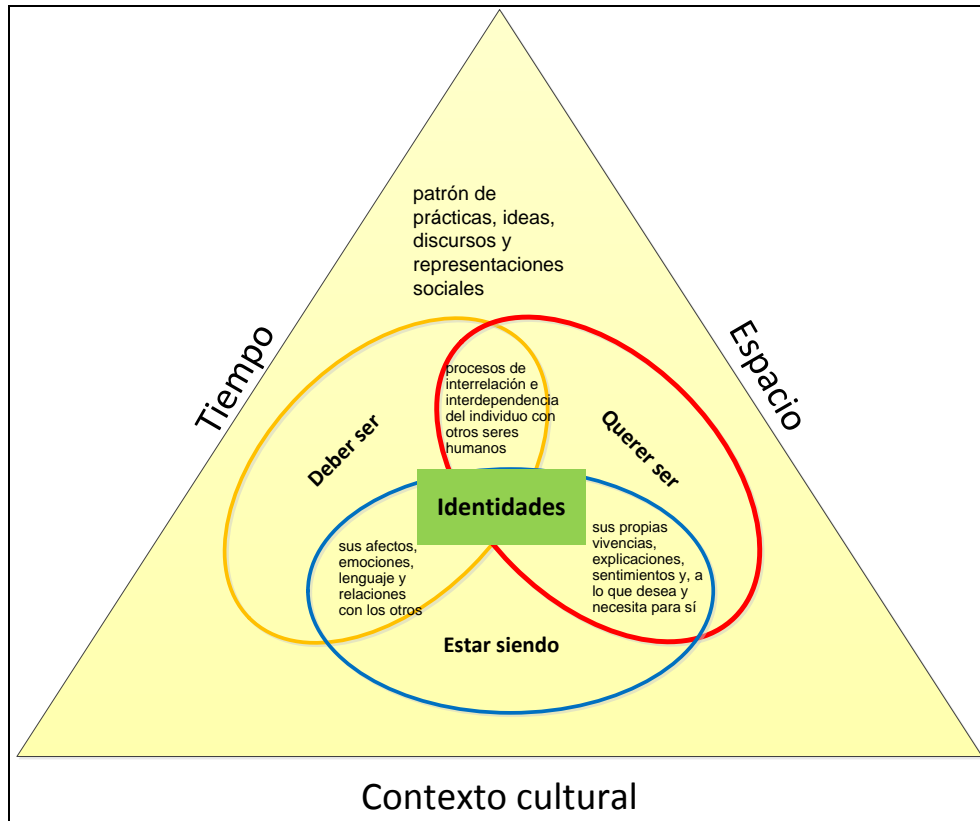 patrón de
prácticas, ideas,
discursos y
representaciones
sociales
Tiempo
Espacio
procesos de
interrelación e
interdependencia
del individuo con
otros seres
humanos
Deber ser
Querer ser
Identidades
sus afectos,
emociones,
lenguaje y
relaciones
con los otros
sus propias
vivencias,
explicaciones,
sentimientos y, a
lo que desea y
necesita para sí
Estar siendo
Contexto cultural